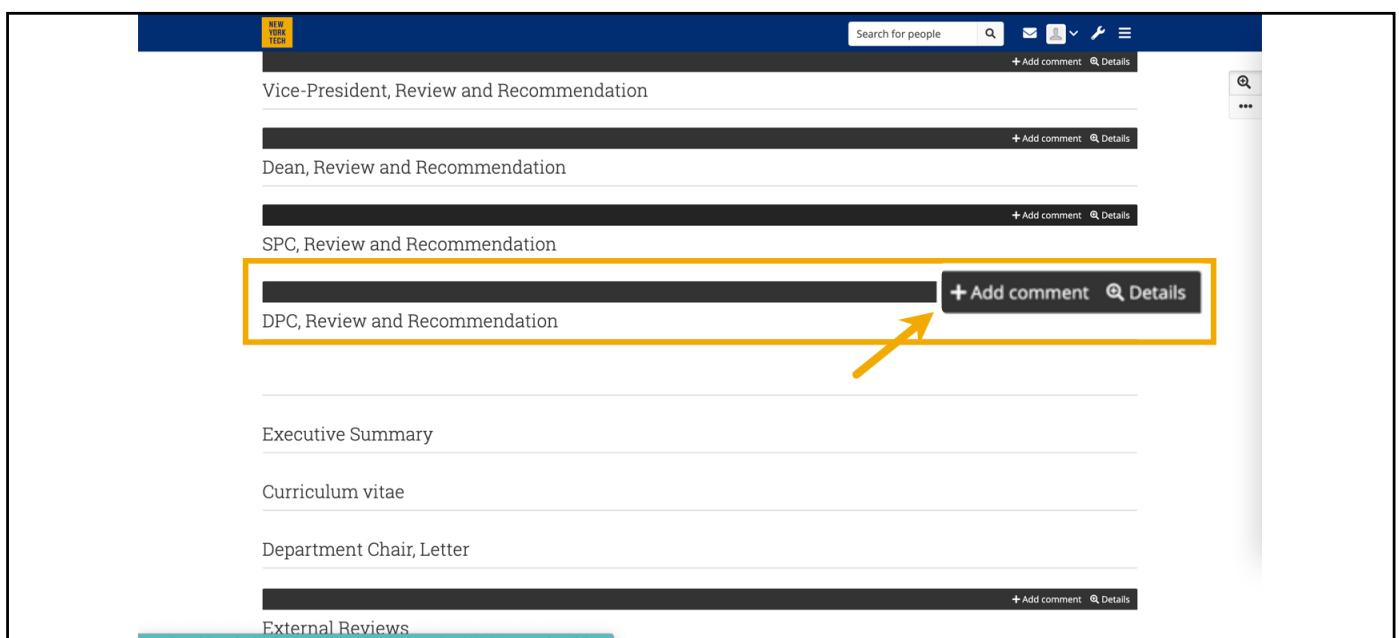 NEW
YORK
TECH
Search for people
Add comment Details
Vice-President, Review and Recommendation
Add comment Details
Dean, Review and Recommendation
Add comment Details
SPC, Review and Recommendation
Add comment Details
DPC, Review and Recommendation
Executive Summary
Curriculum vitae
Department Chair, Letter
Add comment Details
External Reviews